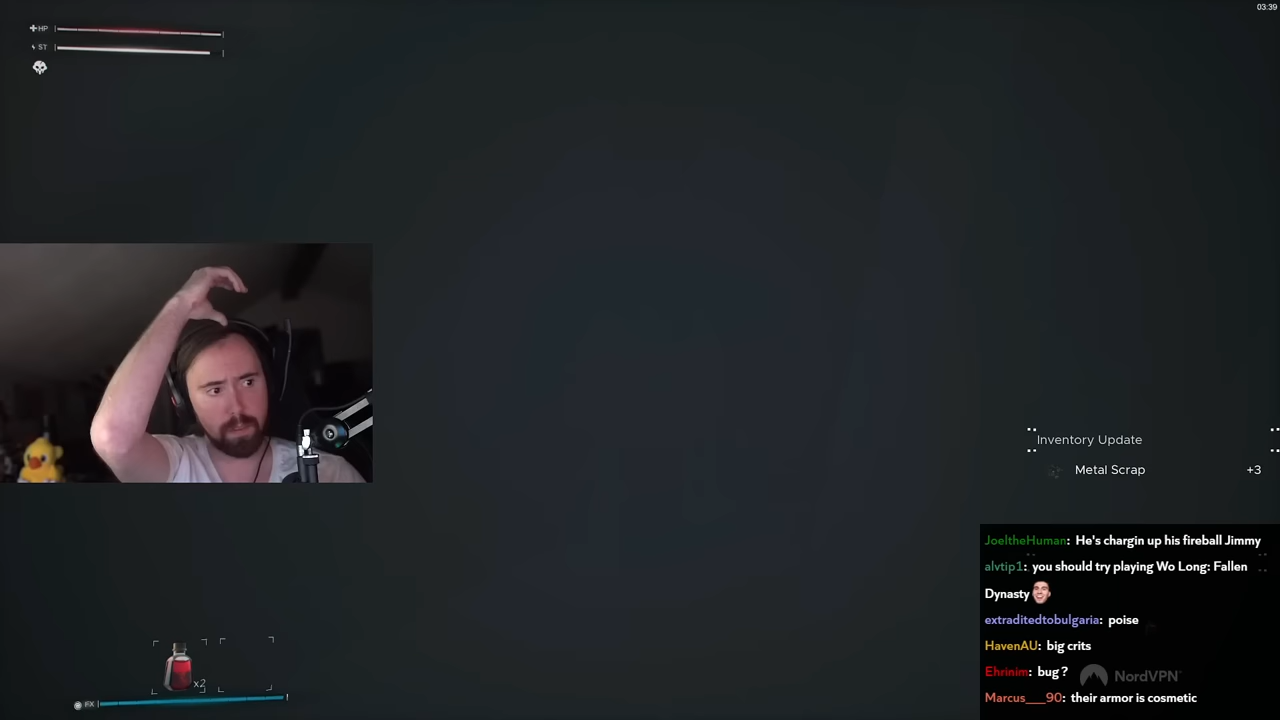 03:39
HP
ST
Inventory Update
Metal Scrap +3
JoeltheHuman: He's chargin up his fireball Jimmy
alvtip1: you should try playing Wo Long: Fallen
Dynasty
extraditedtobulgaria: poise
HavenAU: big crits
Ehrinim: bug ?
NordVPN
Marcus___90: their armor is cosmetic
x2
EX